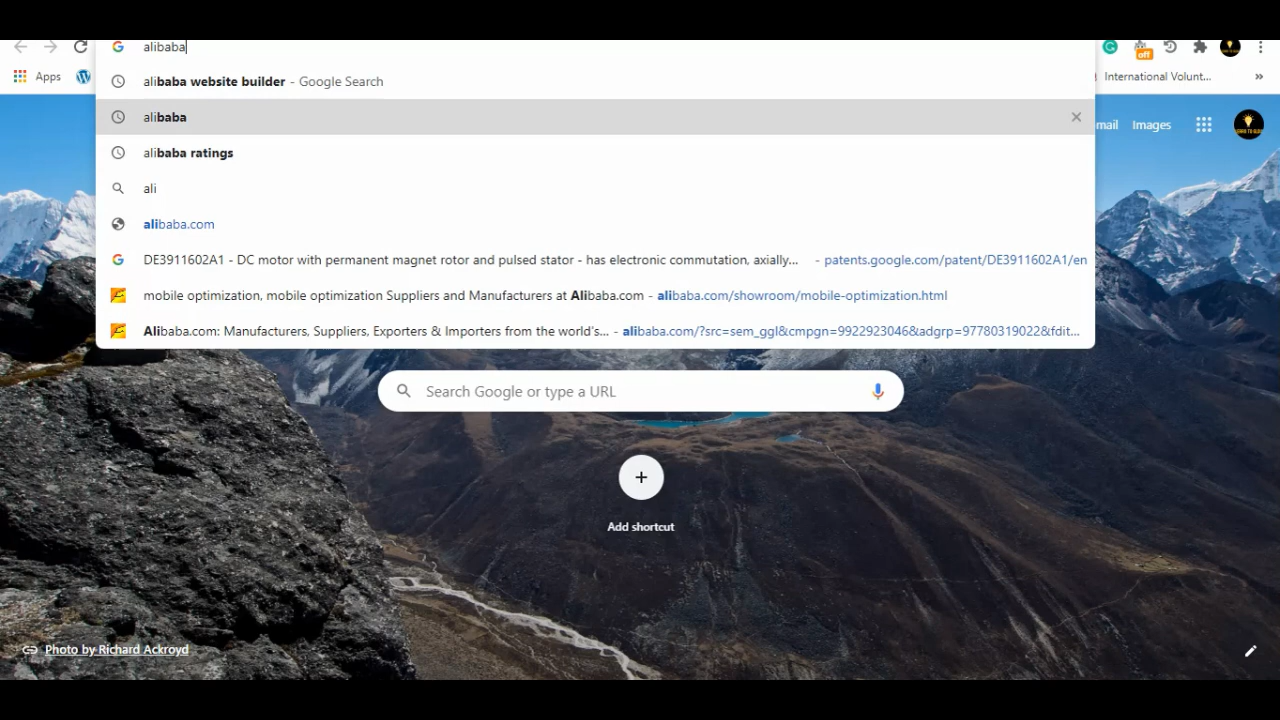 alibaba
off
Apps
International Volunt...
»
alibaba website builder - Google Search
alibaba
mail
Images
alibaba ratings
ali
alibaba.com
DE3911602A1 - DC motor with permanent magnet rotor and pulsed stator - has electronic commutation, axially... - patents.google.com/patent/DE3911602A1/en
mobile optimization, mobile optimization Suppliers and Manufacturers at Alibaba.com - alibaba.com/showroom/mobile-optimization.html
Alibaba.com: Manufacturers, Suppliers, Exporters & Importers from the world's... - alibaba.com/?src=sem_ggl&cmpgn=9922923046&adgrp=97780319022&fdit...
Search Google or type a URL
Add shortcut
Photo by Richard Ackroyd